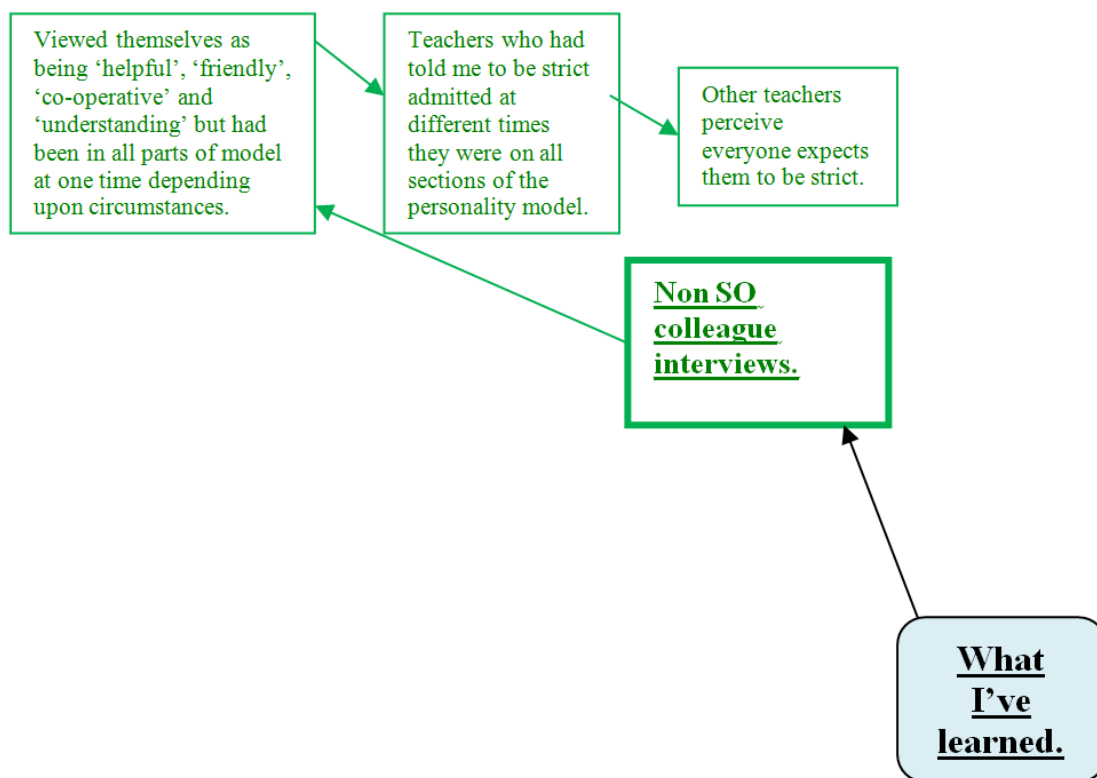 Viewed themselves as
being ‘helpful’, ‘friendly’,
‘co-operative’ and
‘understanding’ but had
been in all parts of model
at one time depending
upon circumstances.
Teachers who had
told me to be strict
admitted at
different times
they were on all
sections of the
personality model.
Other teachers
perceive
everyone expects
them to be strict.
Non SO
colleague
interviews.
What
I’ve
learned.